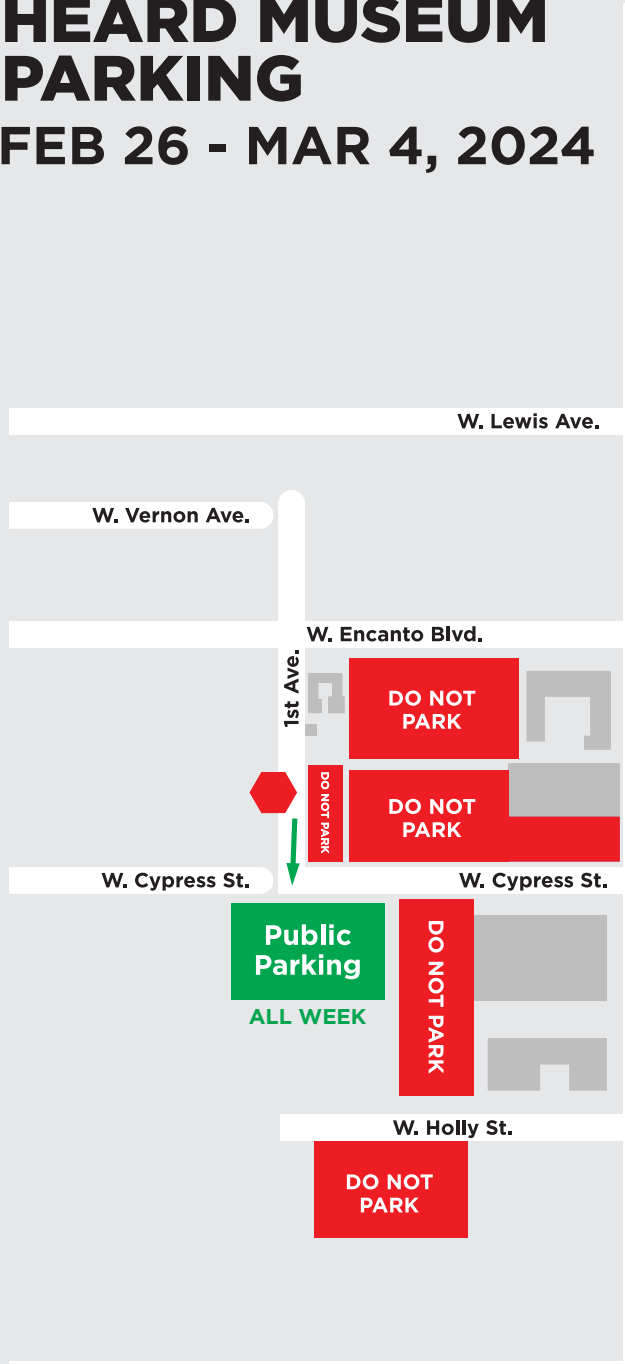 HEARD MUSEUM
PARKING
FEB 26 - MAR 4, 2024
W. Lewis Ave.
W. Vernon Ave.
W. Encanto Blvd.
1st Ave.
DO NOT
PARK
DO NOT PARK
DO NOT
PARK
W. Cypress St.
W. Cypress St.
Public
Parking
ALL WEEK
DO NOT PARK
W. Holly St.
DO NOT
PARK